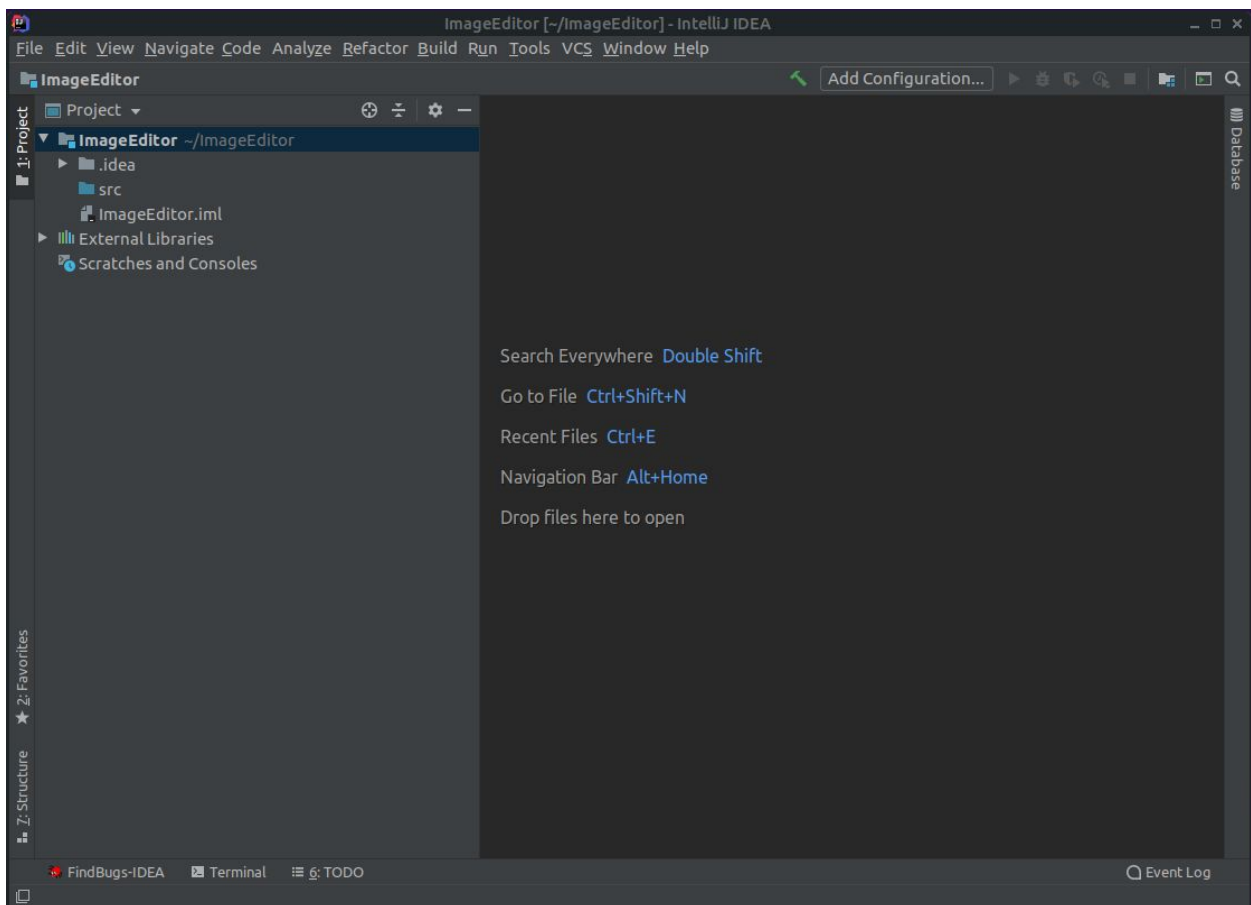 ImageEditor [~/ImageEditor] - IntelliJ IDEA
File Edit View Navigate Code Analyze Refactor Build Run Tools VCS Window Help
ImageEditor
Add Configuration...
1: Project
Project
ImageEditor ~/ImageEditor
.idea
src
ImageEditor.iml
External Libraries
Scratches and Consoles
Database
Search Everywhere Double Shift
Go to File Ctrl+Shift+N
Recent Files Ctrl+E
Navigation Bar Alt+Home
Drop files here to open
2: Favorites
7: Structure
FindBugs-IDEA Terminal 6: TODO Event Log